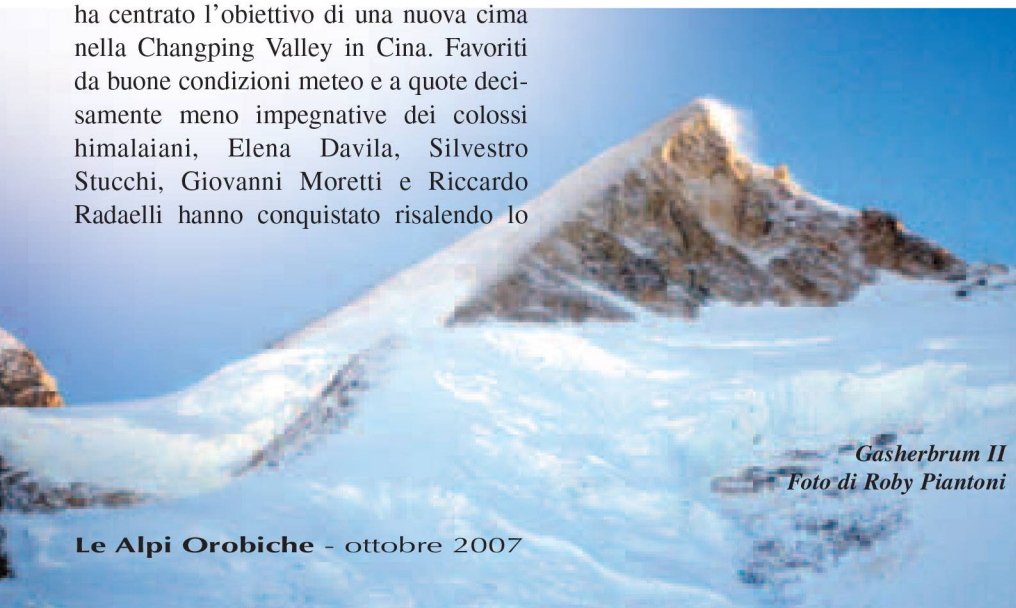 ha centrato l’obiettivo di una nuova cima
nella Changping Valley in Cina. Favoriti
da buone condizioni meteo e a quote deci-
samente meno impegnative dei colossi
himalaiani, Elena Davila, Silvestro
Stucchi, Giovanni Moretti e Riccardo
Radaelli hanno conquistato risalendo lo
Gasherbrum II
Foto di Roby Piantoni
Le Alpi Orobiche - ottobre 2007